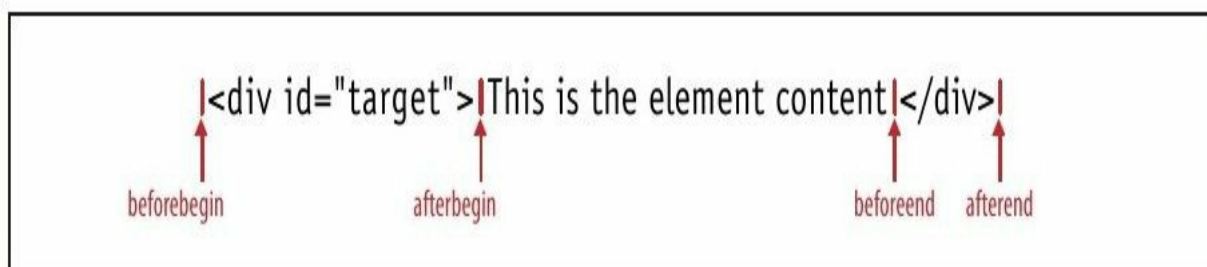 <div id="target">This is the element content</div>
beforebegin afterbegin beforeend afterend